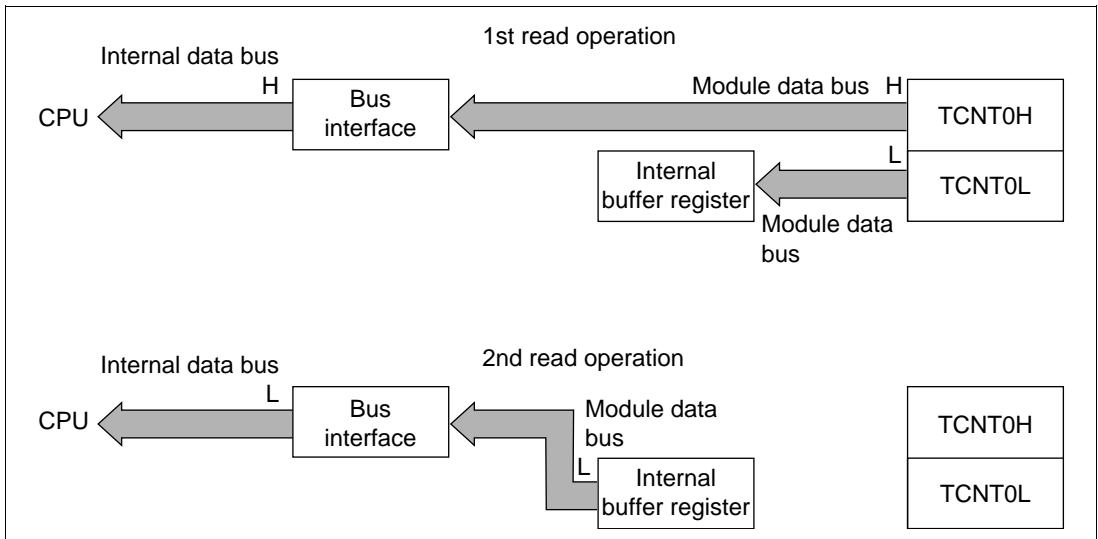 1st read operation
Internal data bus
H
Module data bus H
CPU
Bus
interface
TCNT0H
L
Internal
buffer register
TCNT0L
Module data
bus
2nd read operation
Internal data bus
L
CPU
Bus
interface
Module data
bus
TCNT0H
L
Internal
buffer register
TCNT0L